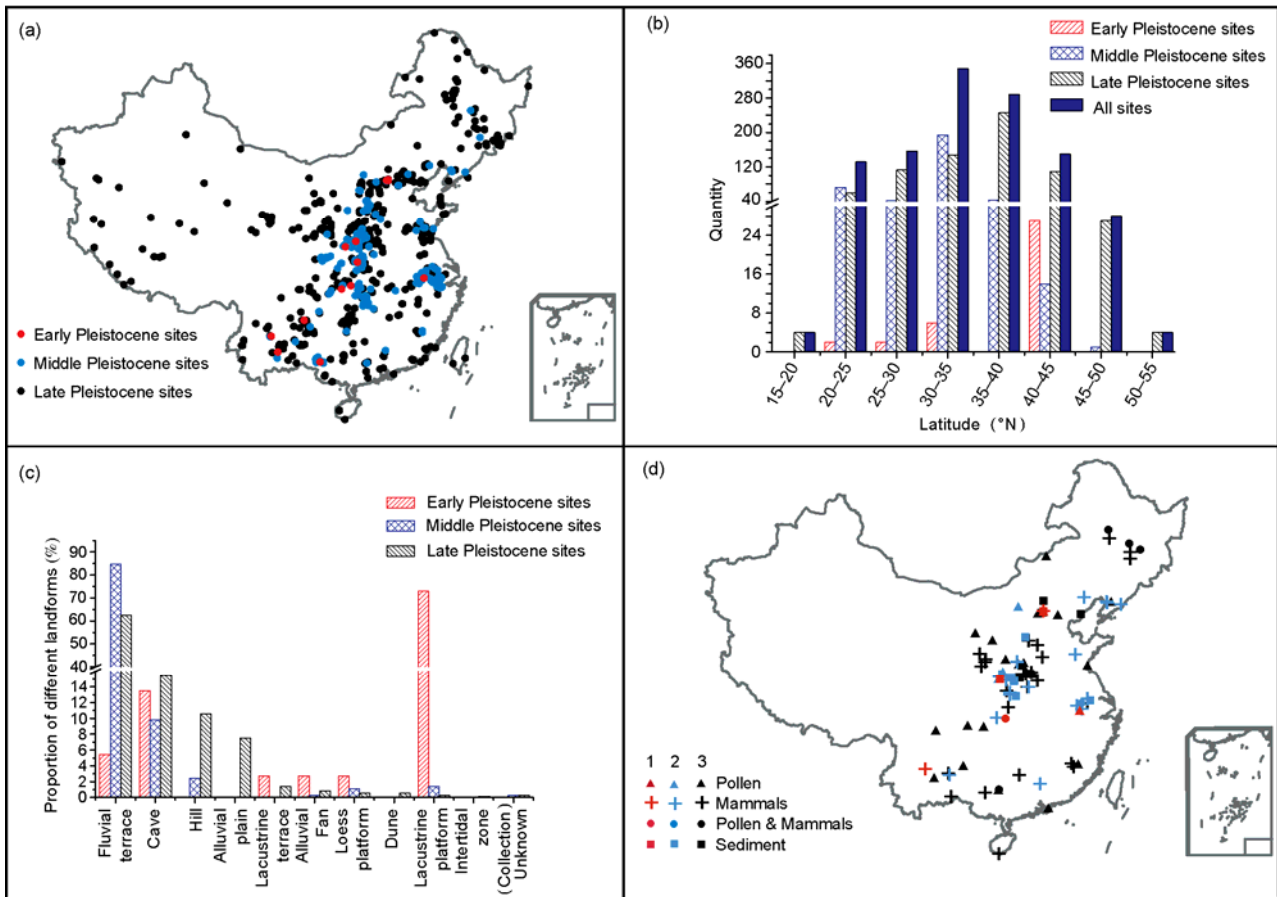 (a)
Early Pleistocene sites
Middle Pleistocene sites
Late Pleistocene sites
(b)
Early Pleistocene sites
Middle Pleistocene sites
Late Pleistocene sites
All sites
Quantity
360
280
200
120
40
24
16
8
0
15–20
20–25
25–30
30–35
35–40
40–45
45–50
50–55
Latitude (°N)
(c)
Early Pleistocene sites
Middle Pleistocene sites
Late Pleistocene sites
Proportion of different landforms (%)
90
80
70
60
50
40
14
12
10
8
6
4
2
0
Fluvial
terrace
Cave
Hill
Alluvial
plain
Lacustrine
terrace
Alluvial
Fan
Loess
platform
Dune
Lacustrine
platform
Intertidal
zone
(Collection)
Unknown
(d)
1 2 3
Pollen
Mammals
Pollen & Mammals
Sediment